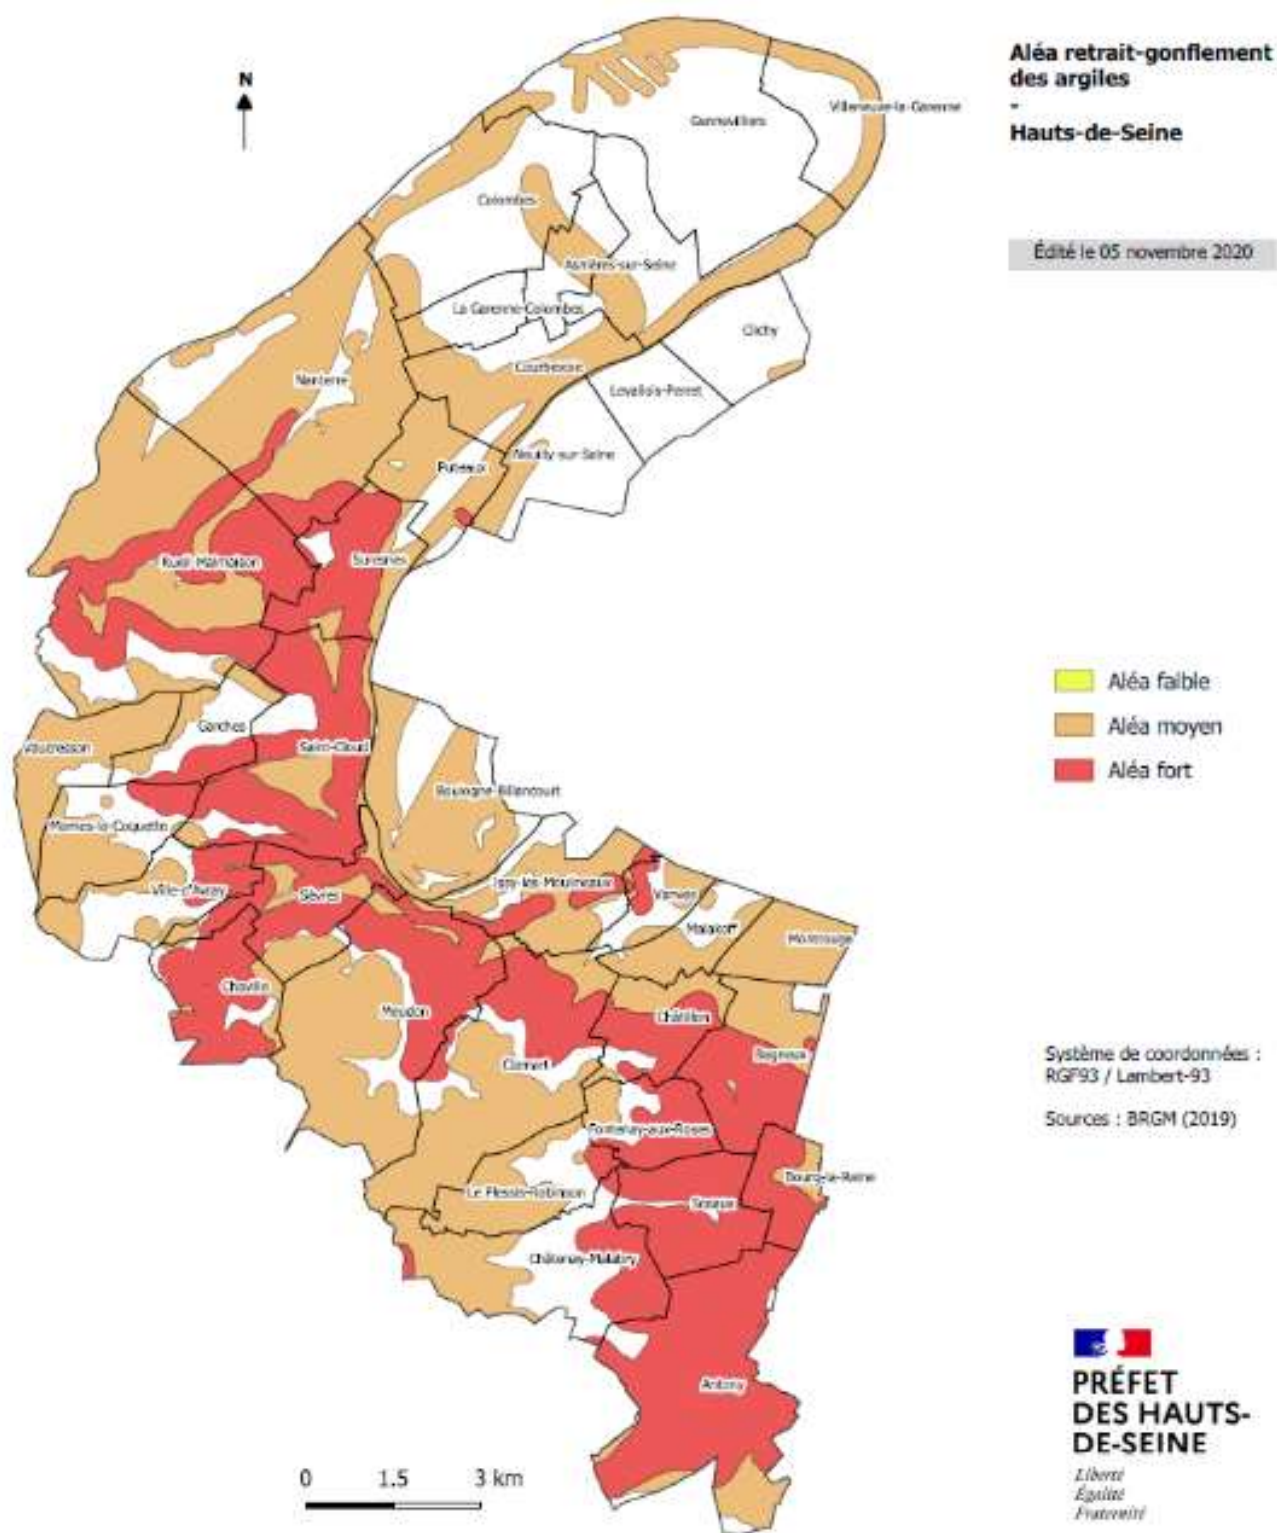 Aléa retrait-gonflement
des argiles
-
Hauts-de-Seine
Édité le 05 novembre 2020
N
Villeneuve-la-Garenne
Gennevilliers
Colombes
Asnières-sur-Seine
La Garenne-Colombes
Clichy
Courbevoie
Nanterre
Levallois-Perret
Neuilly-sur-Seine
Puteaux
Rueil-Malmaison
Suresnes
Aléa faible
Aléa moyen
Aléa fort
Garches
Vaucresson
Saint-Cloud
Boulogne-Billancourt
Marnes-la-Coquette
Ville-d'Avray
Sèvres
Issy-les-Moulineaux
Vanves
Malakoff
Montrouge
Chaville
Meudon
Châtillon
Clamart
Bagneux
Système de coordonnées :
RGF93 / Lambert-93
Sources : BRGM (2019)
Fontenay-aux-Roses
Bourg-la-Reine
Le Plessis-Robinson
Sceaux
Châtenay-Malabry
Antony
PRÉFET
DES HAUTS-
DE-SEINE
Liberté
Égalité
Fraternité
0 1.5 3 km